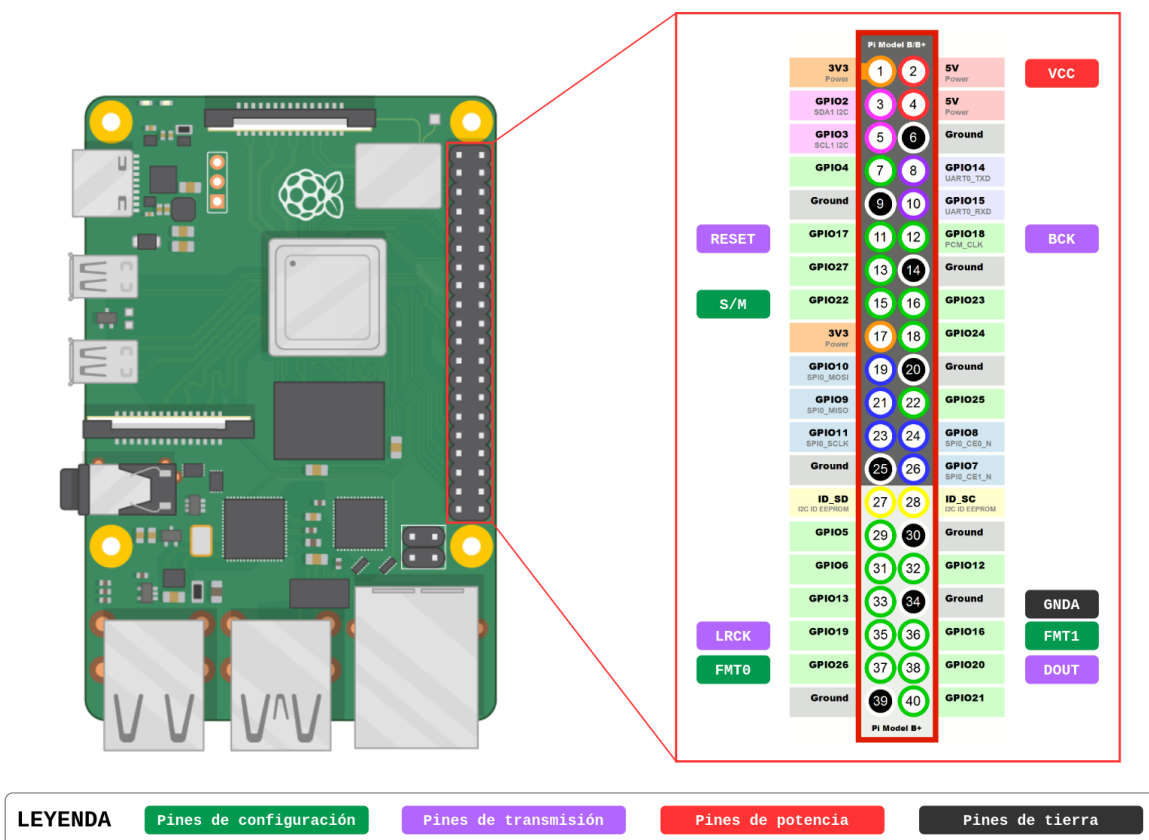 Pi Model B/B+
3V3 Power 1 2 5V Power VCC
GPIO2 SDA1 I2C 3 4 5V Power
GPIO3 SCL1 I2C 5 6 Ground
GPIO4 7 8 GPIO14 UART0_TXD
Ground 9 10 GPIO15 UART0_RXD
RESET GPIO17 11 12 GPIO18 PCM_CLK BCK
GPIO27 13 14 Ground
S/M GPIO22 15 16 GPIO23
3V3 Power 17 18 GPIO24
GPIO10 SPI0_MOSI 19 20 Ground
GPIO9 SPI0_MISO 21 22 GPIO25
GPIO11 SPI0_SCLK 23 24 GPIO8 SPI0_CE0_N
Ground 25 26 GPIO7 SPI0_CE1_N
ID_SD I2C ID EEPROM 27 28 ID_SC I2C ID EEPROM
GPIO5 29 30 Ground
GPIO6 31 32 GPIO12
GPIO13 33 34 Ground GNDA
LRCK GPIO19 35 36 GPIO16 FMT1
FMT0 GPIO26 37 38 GPIO20 DOUT
Ground 39 40 GPIO21
Pi Model B+
LEYENDA Pines de configuración Pines de transmisión Pines de potencia Pines de tierra